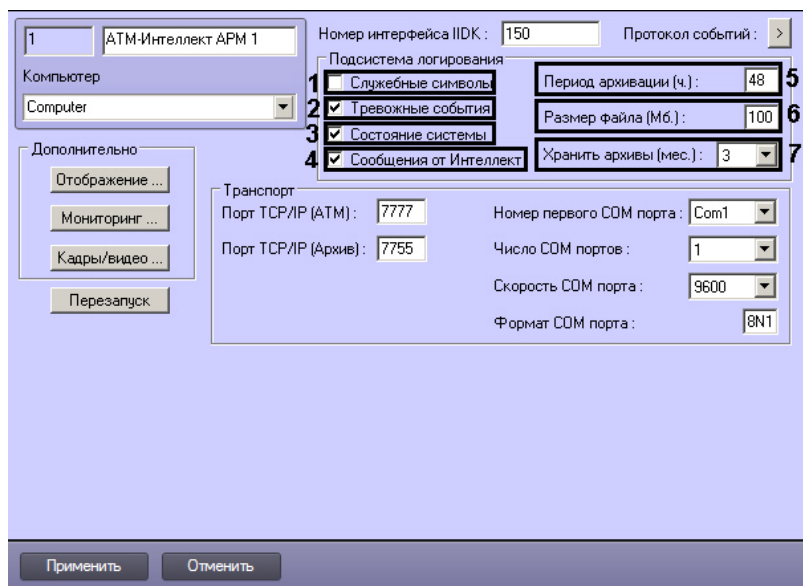 1 АТМ-Интеллект АРМ 1
Номер интерфейса IIDK : 150 Протокол событий : >
Компьютер
Computer
Подсистема логирования
1 Служебные символы
2 Тревожные события
3 Состояние системы
4 Сообщения от Интеллект
Период архивации (ч.) : 48 5
Размер файла (Мб.) : 100 6
Хранить архивы (мес.) : 3 7
Дополнительно
Отображение ...
Мониторинг ...
Кадры/видео ...
Перезапуск
Транспорт
Порт TCP/IP (АТМ) : 7777
Порт TCP/IP (Архив) : 7755
Номер первого COM порта : Com1
Число COM портов : 1
Скорость COM порта : 9600
Формат COM порта : 8N1
Применить Отменить